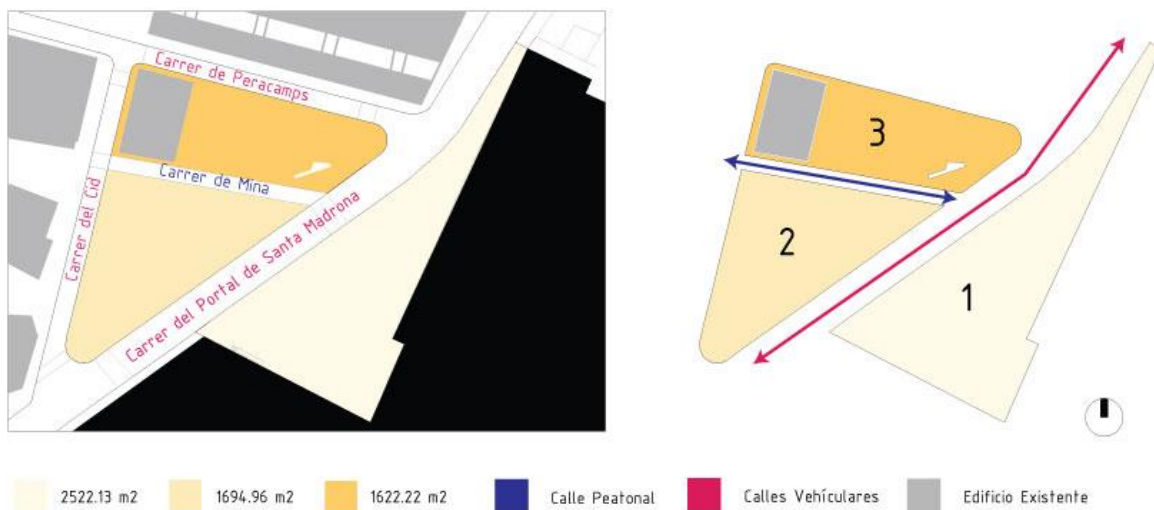 Carrer de Peracamps
Carrer de Mina
Carrer del Cid
Carrer del Portal de Santa Madrona
3
2
1
2522.13 m2
1694.96 m2
1622.22 m2
Calle Peatonal
Calles Vehículares
Edificio Existente